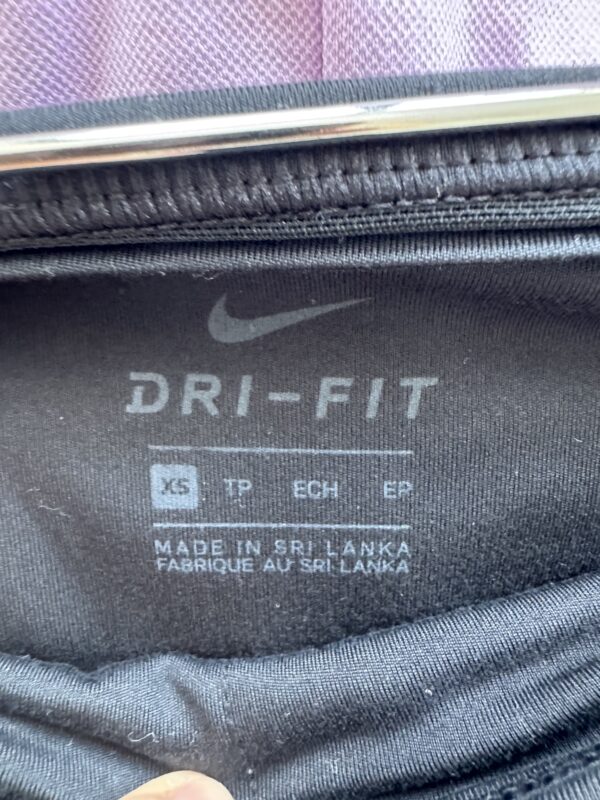 DRI-FIT
XS TP ECH EP
MADE IN SRI LANKA
FABRIQUE AU SRI LANKA